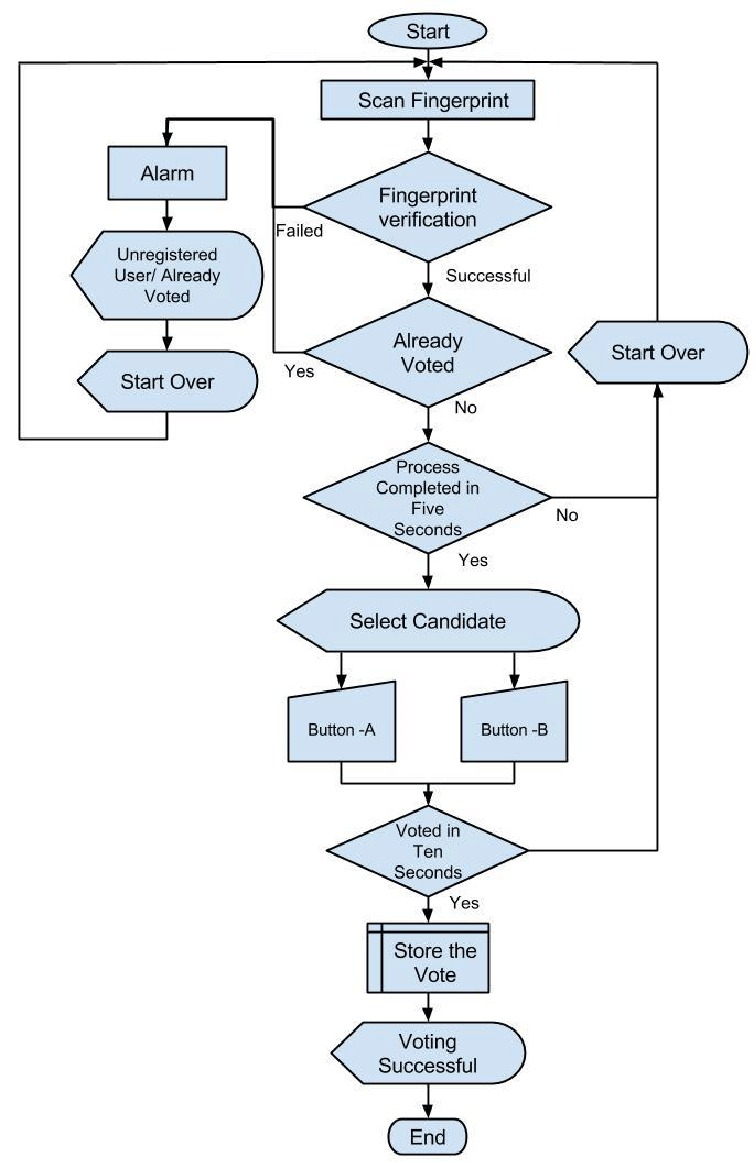 Start
Scan Fingerprint
Alarm
Fingerprint
verification
Failed
Unregistered
User/ Already
Voted
Successful
Already
Voted
Start Over
Start Over
Yes
No
Process
Completed in
Five
Seconds
No
Yes
Select Candidate
Button -A
Button -B
Voted in
Ten
Seconds
Yes
Store the
Vote
Voting
Successful
End